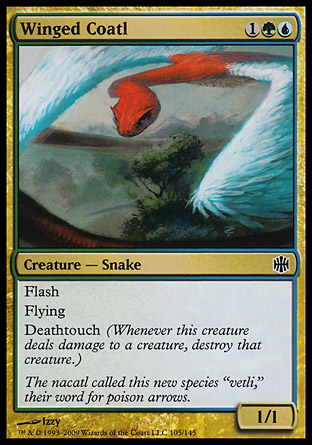 Winged Coatl 1
Creature — Snake
Flash
Flying
Deathtouch (Whenever this creature
deals damage to a creature, destroy that
creature.)
The nacatl called this new species “vetli,”
their word for poison arrows.
Izzy
™ & © 1993-2009 Wizards of the Coast LLC 105/145
1/1